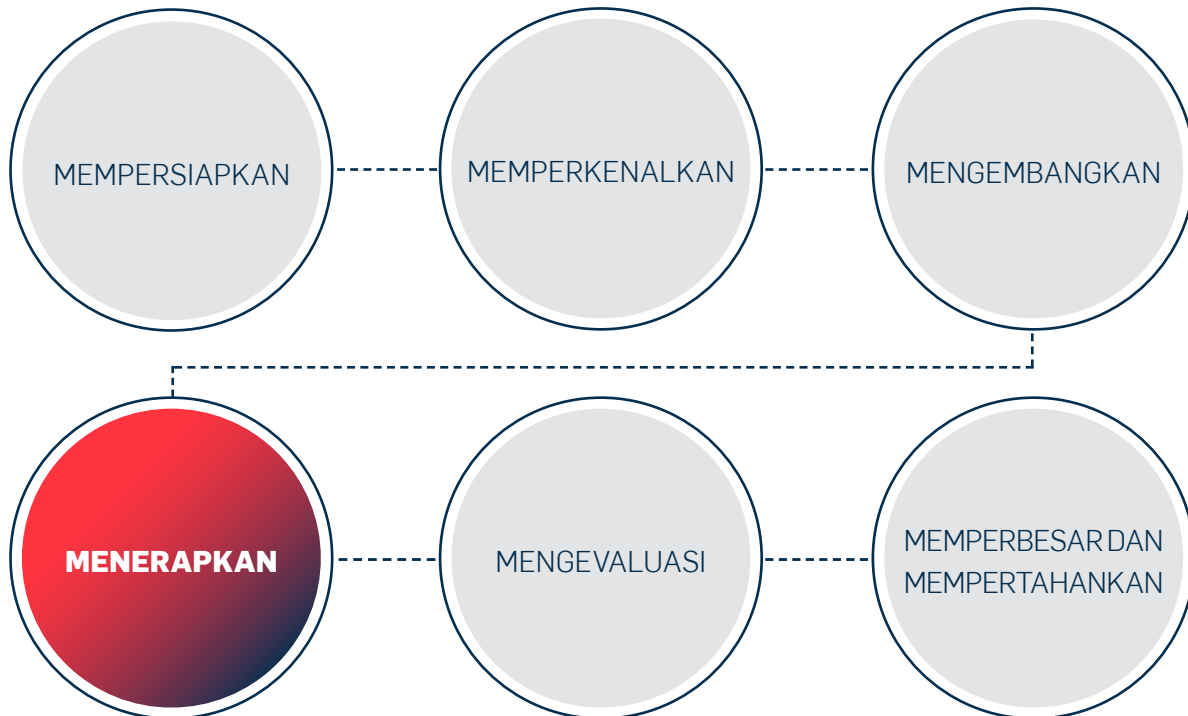 MEMPERSIAPKAN
MEMPERKENALKAN
MENGEMBANGKAN
MENERAPKAN
MENGEVALUASI
MEMPERBESAR DAN
MEMPERTAHANKAN